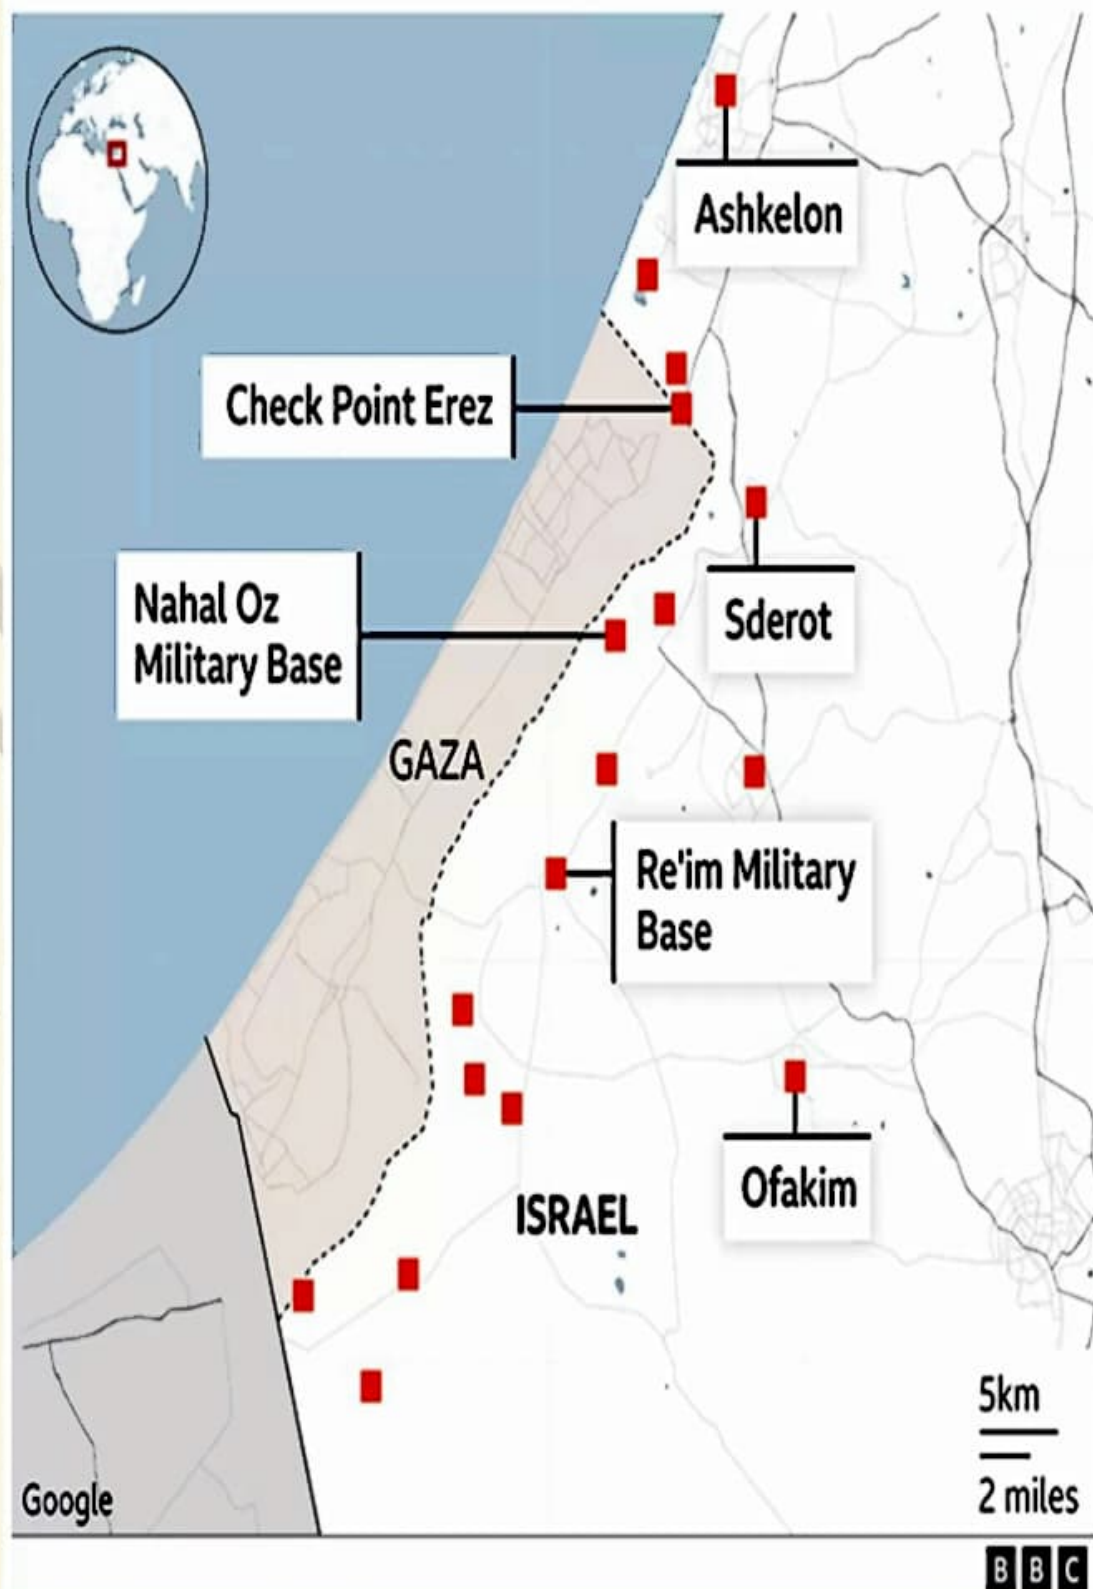 Ashkelon
Check Point Erez
Sderot
Nahal Oz
Military Base
GAZA
Re'im Military
Base
Ofakim
ISRAEL
5km
2 miles
Google
BBC